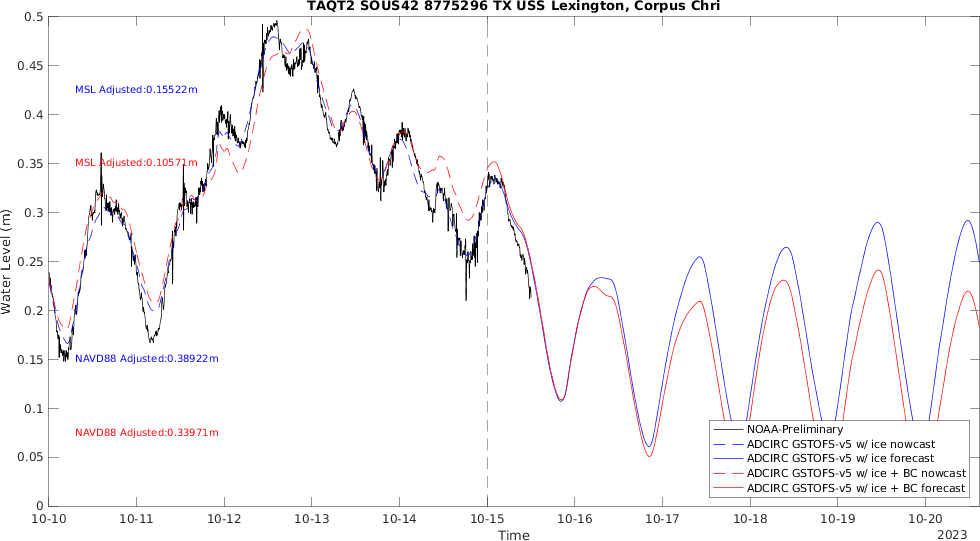 TAQT2 SOUS42 8775296 TX USS Lexington, Corpus Chri
0.5
0.45
0.4
0.35
0.3
0.25
0.2
0.15
0.1
0.05
0
Water Level (m)
MSL Adjusted:0.15522m
MSL Adjusted:0.10571m
NAVD88 Adjusted:0.38922m
NAVD88 Adjusted:0.33971m
NOAA-Preliminary
ADCIRC GSTOFS-v5 w/ ice nowcast
ADCIRC GSTOFS-v5 w/ ice forecast
ADCIRC GSTOFS-v5 w/ ice + BC nowcast
ADCIRC GSTOFS-v5 w/ ice + BC forecast
10-10 10-11 10-12 10-13 10-14 10-15 10-16 10-17 10-18 10-19 10-20
Time
2023